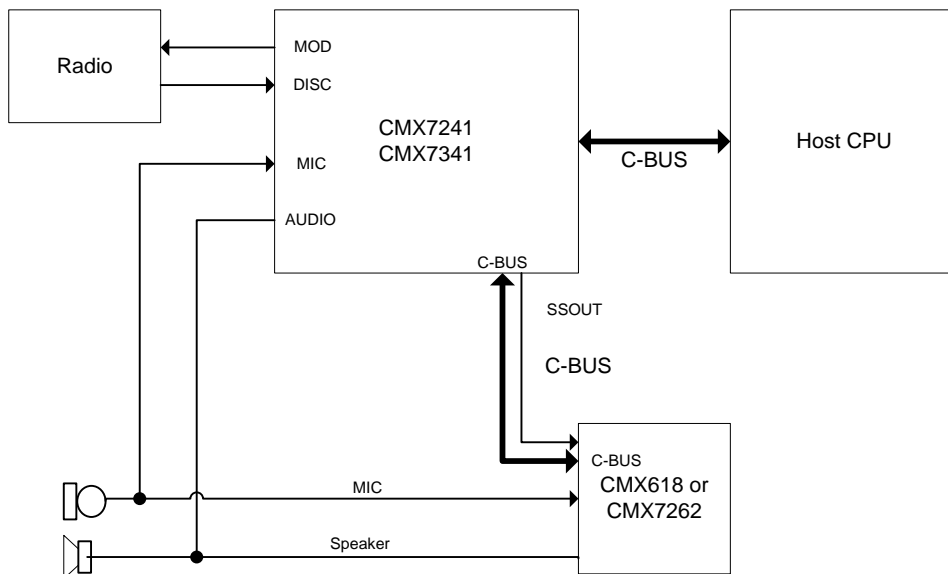 MOD
Radio
DISC
CMX7241
CMX7341
Host CPU
C-BUS
MIC
AUDIO
C-BUS
SSOUT
C-BUS
C-BUS
CMX618 or
CMX7262
MIC
Speaker